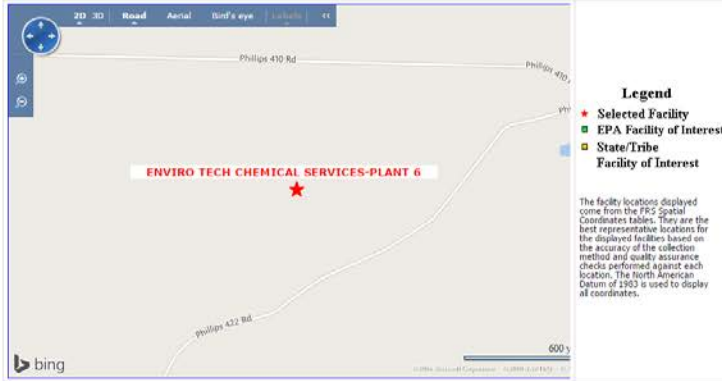 2D 3D Road Aerial Bird's eye Labels «
Phillips 410 Rd
Phillips 410
ENVIRO TECH CHEMICAL SERVICES-PLANT 6
Phillips 422 Rd
600 y
bing
Legend
Selected Facility
EPA Facility of Interest
State/Tribe
Facility of Interest
The facility locations displayed
come from the FRS Spatial
Coordinates tables. They are the
best representative locations for
the displayed facilities based on
the accuracy of the collection
method and quality assurance
checks performed against each
location. The North American
Datum of 1983 is used to display
all coordinates.